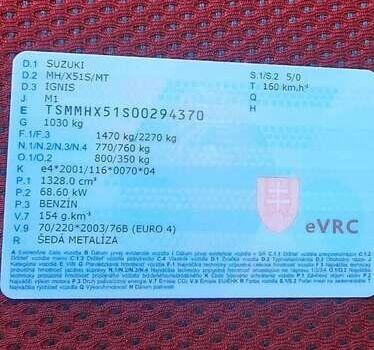 D.1 SUZUKI
D.2 MH/X51S/MT S.1/S.2 5/0
D.3 IGNIS T 160 km.h⁻¹
J M1 Q
E TSMMHX51S00294370 H
G 1030 kg
F.1/F.3 1470 kg/2270 kg
N.1/N.2/N.3/N.4 770/760 kg
O.1/O.2 800/350 kg
K e4*2001/116*0070*04
P.1 1328.0 cm³
P.2 68.60 kW
P.3 BENZÍN
V.7 154 g.km⁻¹ eVRC
V.9 70/220*2003/76B (EURO 4)
R ŠEDÁ METALÍZA